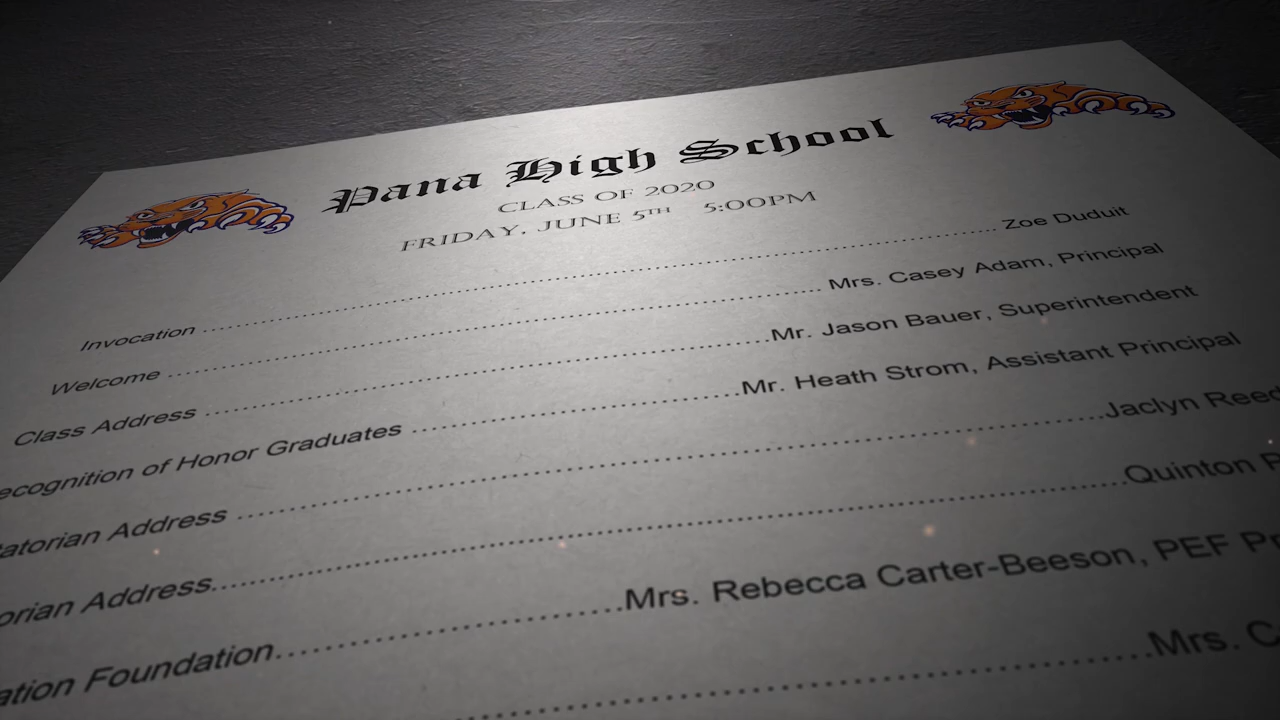 Pana High School
CLASS OF 2020
FRIDAY, JUNE 5TH 5:00PM
Invocation ........................................ Zoe Duduit
Welcome ........................................ Mrs. Casey Adam, Principal
Class Address ........................................Mr. Jason Bauer, Superintendent
ecognition of Honor Graduates ........................................Mr. Heath Strom, Assistant Principal
atorian Address ........................................Jaclyn Reed
orian Address........................................Quinton
ation Foundation........................................Mrs. Rebecca Carter-Beeson, PEF
........................................Mrs. C